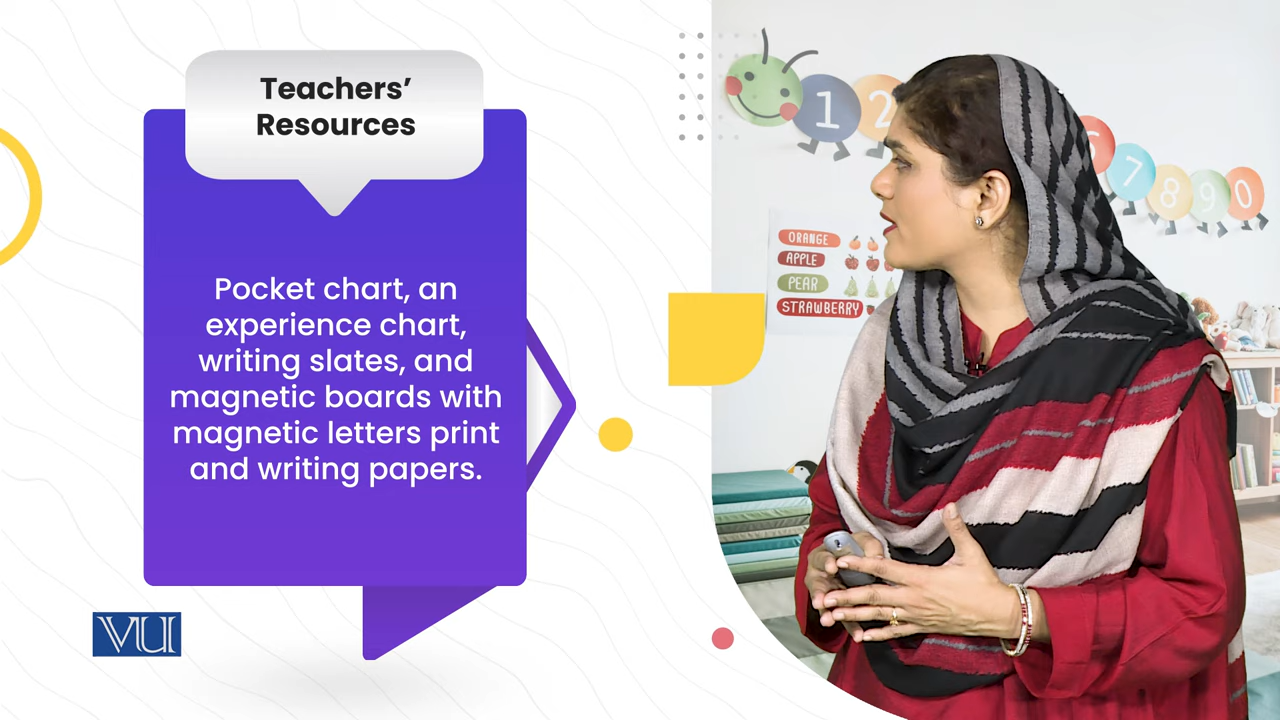 Teachers’
Resources
Pocket chart, an
experience chart,
writing slates, and
magnetic boards with
magnetic letters print
and writing papers.
VU
1 2
6 7 8 9 0
ORANGE
APPLE
PEAR
STRAWBERRY